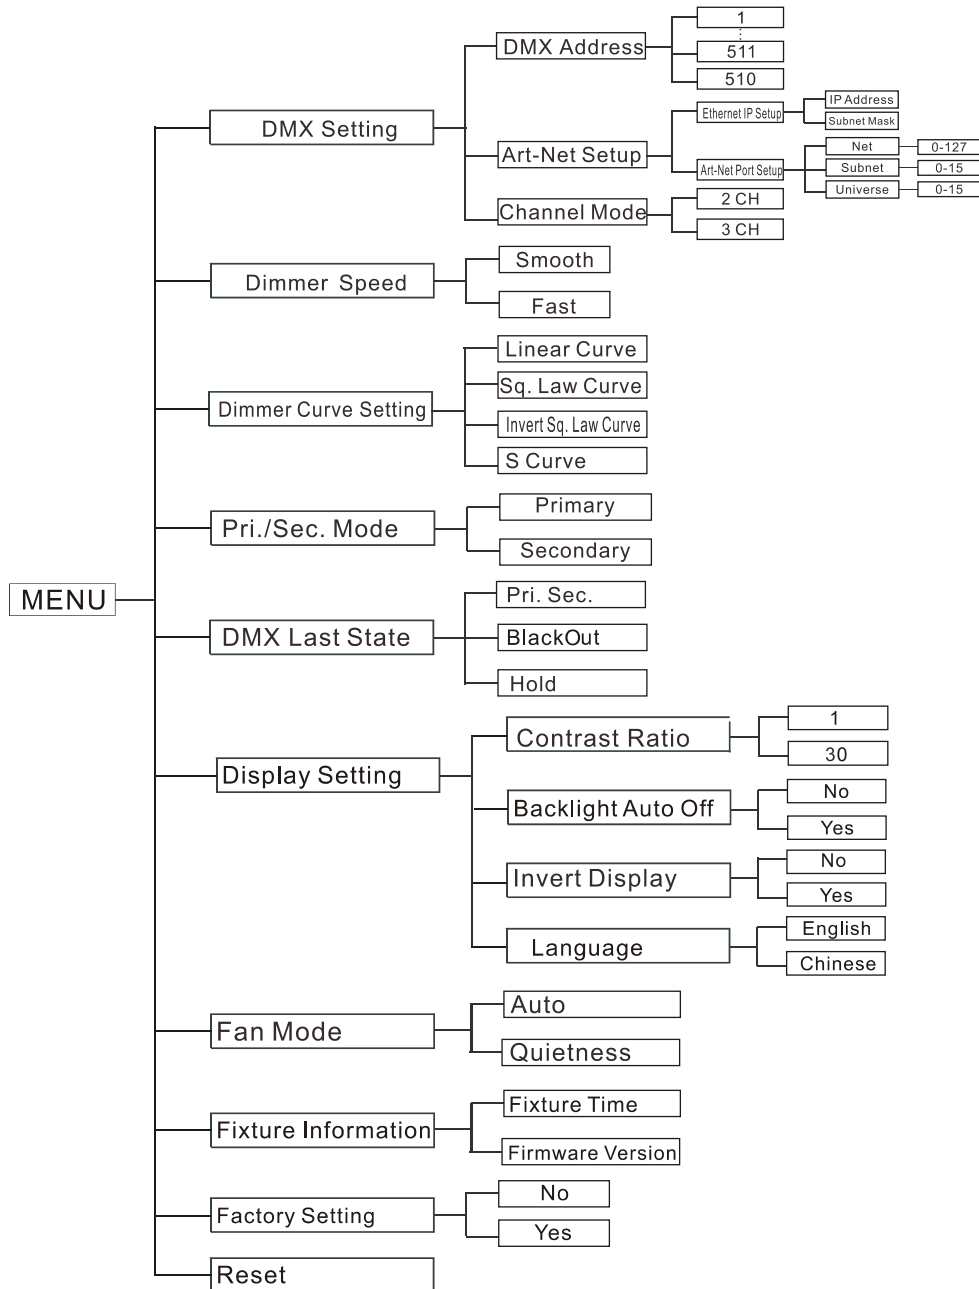 MENU
DMX Setting
DMX Address
1
511
510
Art-Net Setup
Ethernet IP Setup
IP Address
Subnet Mask
Art-Net Port Setup
Net
0-127
Subnet
0-15
Universe
0-15
Channel Mode
2 CH
3 CH
Dimmer Speed
Smooth
Fast
Dimmer Curve Setting
Linear Curve
Sq. Law Curve
Invert Sq. Law Curve
S Curve
Pri./Sec. Mode
Primary
Secondary
DMX Last State
Pri. Sec.
BlackOut
Hold
Display Setting
Contrast Ratio
1
30
Backlight Auto Off
No
Yes
Invert Display
No
Yes
Language
English
Chinese
Fan Mode
Auto
Quietness
Fixture Information
Fixture Time
Firmware Version
Factory Setting
No
Yes
Reset